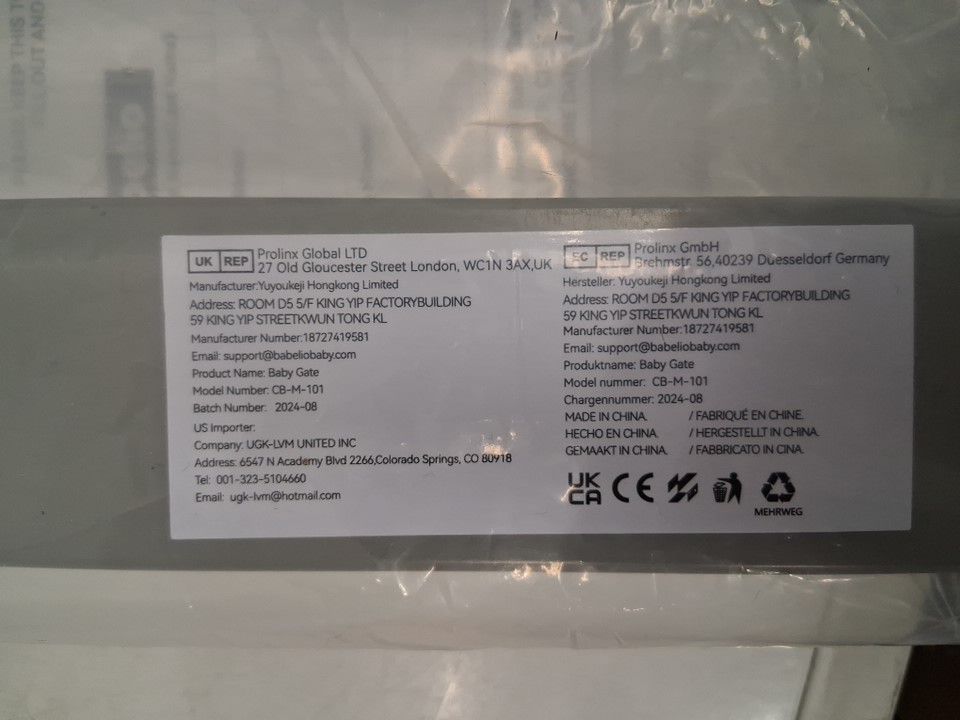 UK REP Prolinx Global LTD
27 Old Gloucester Street London, WC1N 3AX,UK
Manufacturer:Yuyoukeji Hongkong Limited
Address: ROOM D5 5/F KING YIP FACTORYBUILDING
59 KING YIP STREETKWUN TONG KL
Manufacturer Number:18727419581
Email: support@babeliobaby.com
Product Name: Baby Gate
Model Number: CB-M-101
Batch Number: 2024-08
US Importer:
Company: UGK-LVM UNITED INC
Address: 6547 N Academy Blvd 2266,Colorado Springs, CO 80918
Tel: 001-323-5104660
Email: ugk-lvm@hotmail.com
EC REP Prolinx GmbH
Brehmstr. 56,40239 Duesseldorf Germany
Hersteller: Yuyoukeji Hongkong Limited
Address: ROOM D5 5/F KING YIP FACTORYBUILDING
59 KING YIP STREETKWUN TONG KL
Manufacturer Number:18727419581
Email: support@babeliobaby.com
Produktname: Baby Gate
Model nummer: CB-M-101
Chargennummer: 2024-08
MADE IN CHINA. / FABRIQUÉ EN CHINE.
HECHO EN CHINA. / HERGESTELLT IN CHINA.
GEMAAKT IN CHINA. / FABBRICATO IN CINA.
UK
CA CE
MEHRWEG